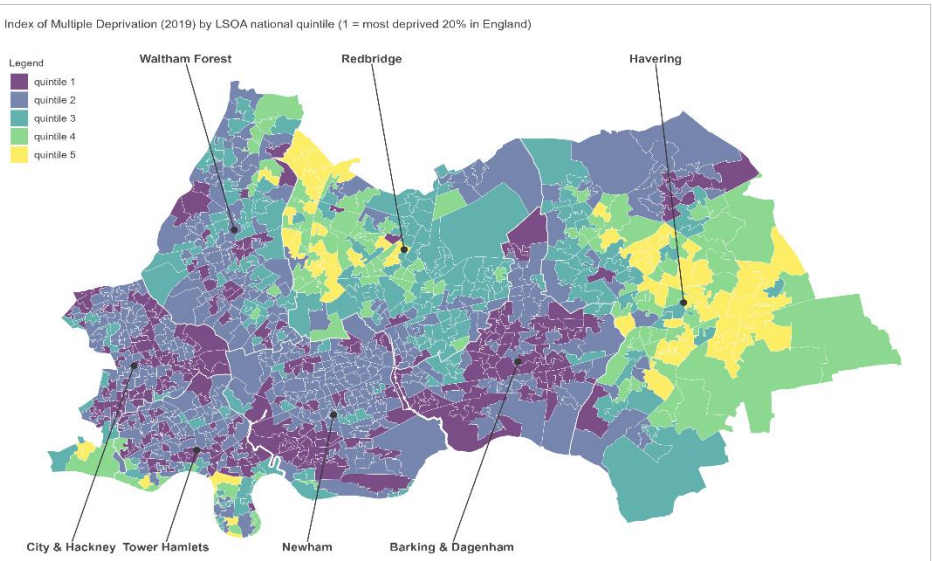 Index of Multiple Deprivation (2019) by LSOA national quintile (1 = most deprived 20% in England)
Waltham Forest
Redbridge
Havering
Legend
quintile 1
quintile 2
quintile 3
quintile 4
quintile 5
City & Hackney
Tower Hamlets
Newham
Barking & Dagenham